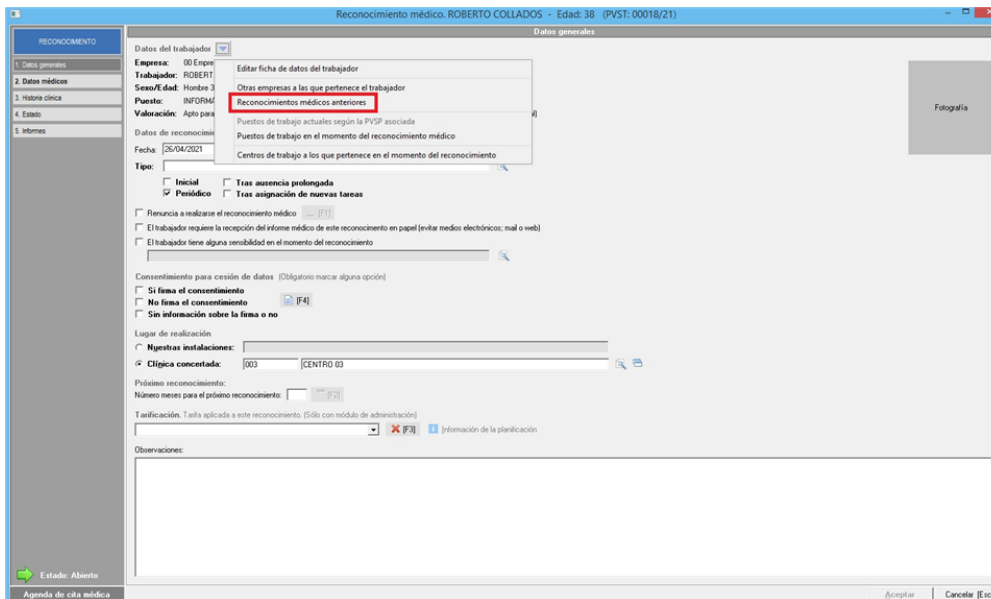 Reconocimiento médico. ROBERTO COLLADOS - Edad: 38 (PVST: 00018/21)
RECONOCIMIENTO
1. Datos generales
2. Datos médicos
3. Historia clínica
4. Estado
5. Informes
Estado: Abierto
Agenda de cita médica
Datos generales
Datos del trabajador
Empresa: 00 Empre
Trabajador: ROBERT
Sexo/Edad: Hombre 3
Puesto: INFORMA
Valoración: Apto para
Editar ficha de datos del trabajador
Otras empresas a las que pertenece el trabajador
Reconocimientos médicos anteriores
Puestos de trabajo actuales según la PVSP asociada
Puestos de trabajo en el momento del reconocimiento médico
Centros de trabajo a los que pertenece en el momento del reconocimiento
Fotografía
Datos de reconocimie
Fecha: 26/04/2021
Tipo:
Inicial Tras ausencia prolongada
Periódico Tras asignación de nuevas tareas
Renuncia a realizarse el reconocimiento médico ... [F1]
El trabajador requiere la recepción del informe médico de este reconocimento en papel (evitar medios electrónicos; mail o web)
El trabajador tiene alguna sensibilidad en el momento del reconocimiento
Consentimiento para cesión de datos (Obligatorio marcar alguna opción)
Si firma el consentimiento
No firma el consentimiento [F4]
Sin información sobre la firma o no
Lugar de realización
Nuestras instalaciones:
Clínica concertada: 003 CENTRO 03
Próximo reconocimiento:
Número meses para el próximo reconocimiento: [F2]
Tarificación. Tarifa aplicada a este reconocimiento. (Sólo con módulo de administración)
[F3] Información de la planificación
Observaciones:
Aceptar Cancelar [Esc